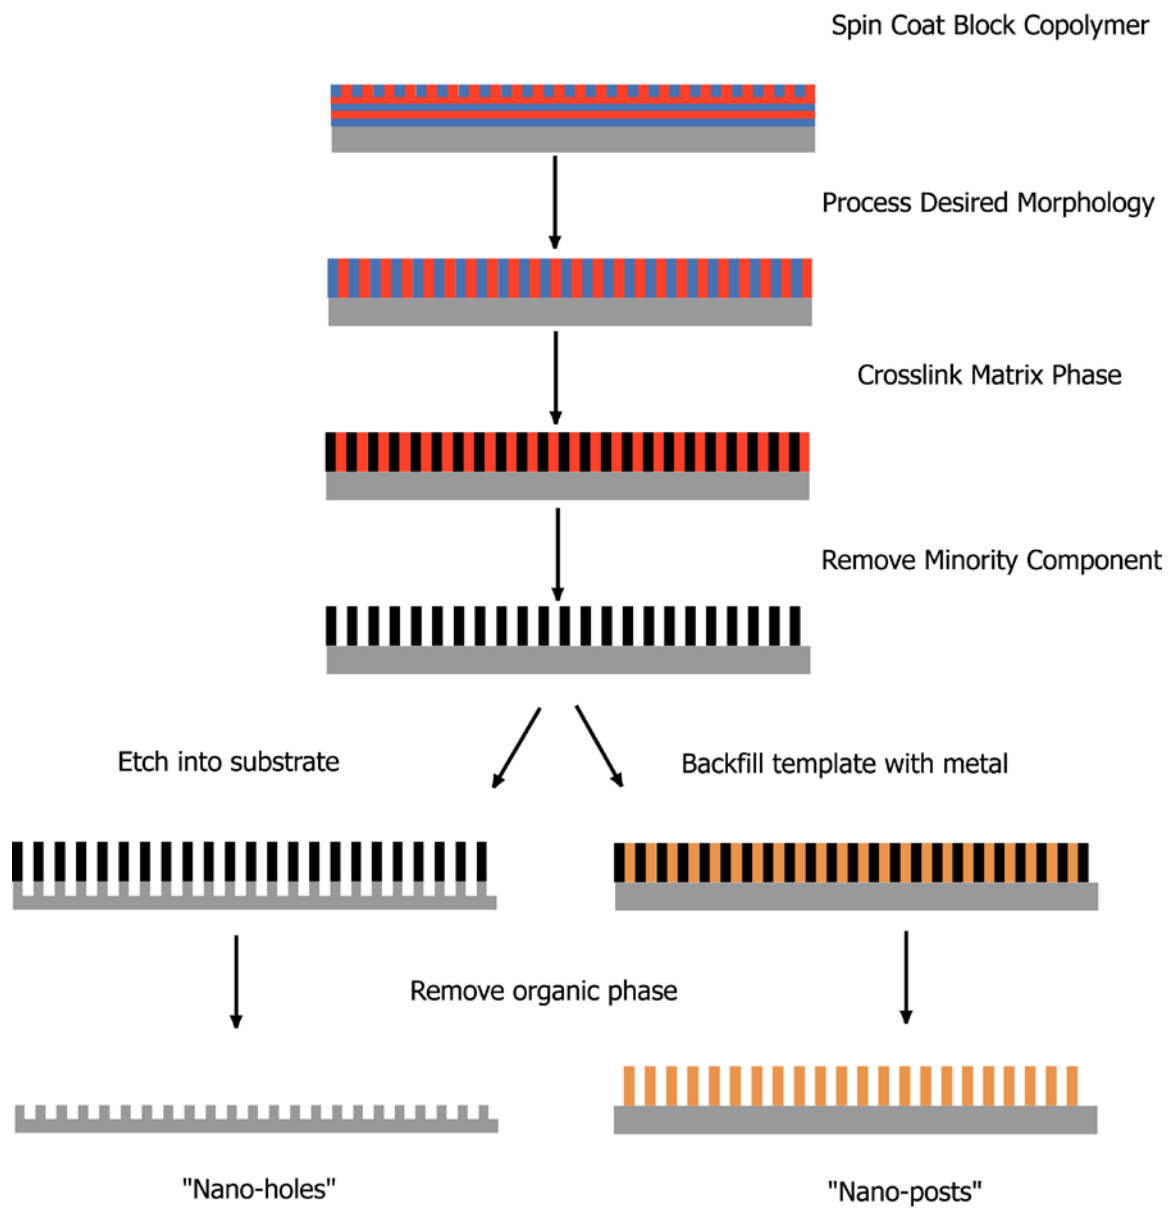 Spin Coat Block Copolymer
Process Desired Morphology
Crosslink Matrix Phase
Remove Minority Component
Etch into substrate
Backfill template with metal
Remove organic phase
"Nano-holes"
"Nano-posts"